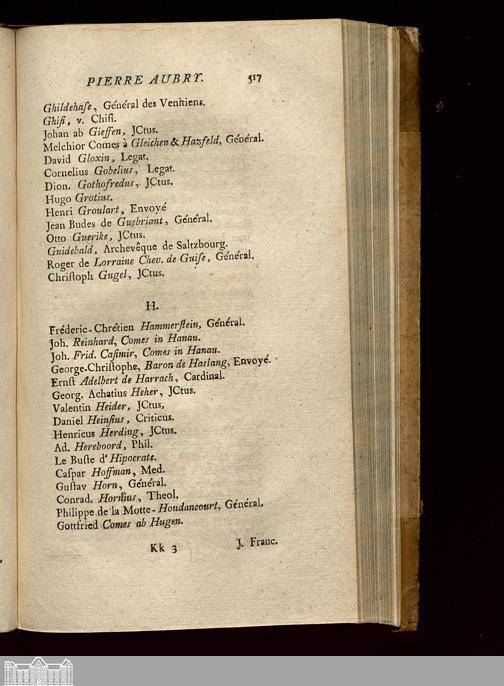 PIERRE AUBRY. 517
Ghildehaſe, Général des Venitiens.
Ghiſi, v. Chiſi.
Johan ab Gieſſen, JCtus.
Melchior Comes à Gleichen & Hazfeld, Général.
David Gloxin, Legat.
Cornelius Gobelius, Legat.
Dion. Gothofredus, JCtus.
Hugo Grotius.
Henri Groulart, Envoyé
Jean Budes de Guebriant, Général.
Otto Guerike, JCtus.
Guidebald, Archevêque de Saltzbourg.
Roger de Lorraine Chev. de Guiſe, Général.
Chriſtoph Gugel, JCtus.
H.
Fréderic-Chrétien Hammerſtein, Général.
Joh. Reinhard, Comes in Hanau.
Joh. Frid. Caſimir, Comes in Hanau.
George-Chriſtophe, Baron de Haslang, Envoyé.
Ernſt Adelbert de Harrach, Cardinal.
Georg. Achatius Heher, JCtus.
Valentin Heider, JCtus,
Daniel Heinſius, Criticus.
Henricus Herding, JCtus.
Ad. Hereboord, Phil.
Le Buſte d'Hipocrate.
Caſpar Hoffman, Med.
Guſtav Horn, Général.
Conrad. Horneius, Theol.
Philippe de la Motte-Houdancourt, Général.
Gottfried Comes ab Hugen.
Kk 3 J. Franc.